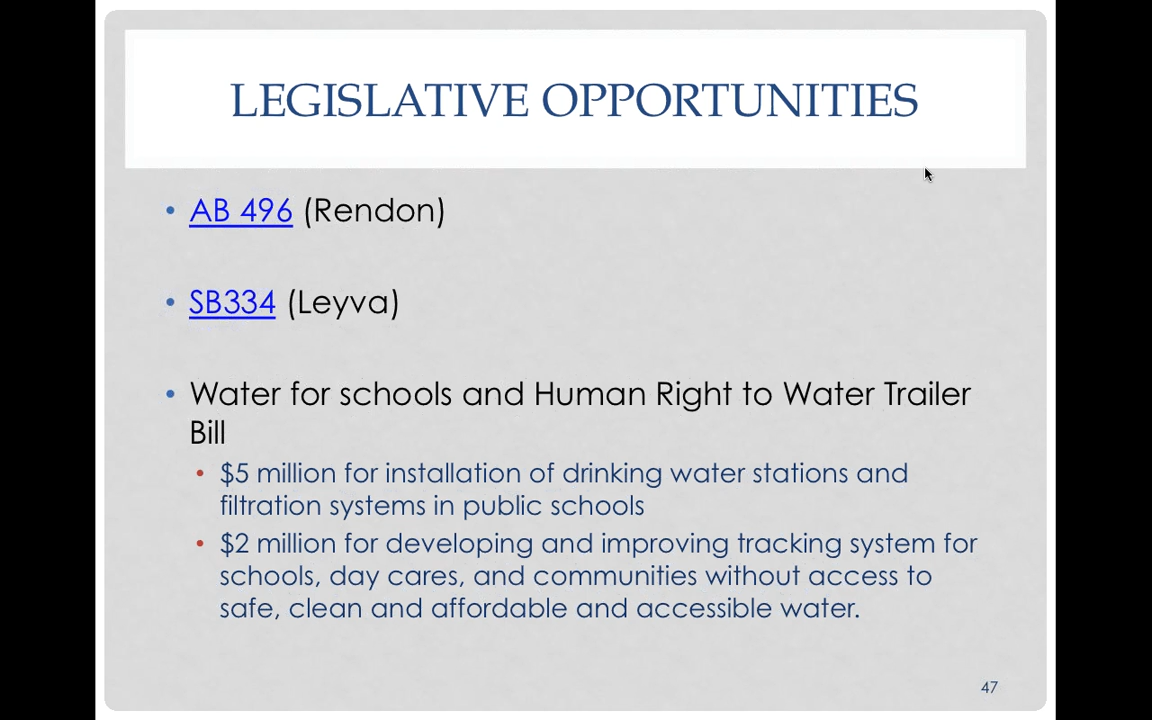 LEGISLATIVE OPPORTUNITIES
• AB 496 (Rendon)
• SB334 (Leyva)
• Water for schools and Human Right to Water Trailer
Bill
• $5 million for installation of drinking water stations and
filtration systems in public schools
• $2 million for developing and improving tracking system for
schools, day cares, and communities without access to
safe, clean and affordable and accessible water.
47